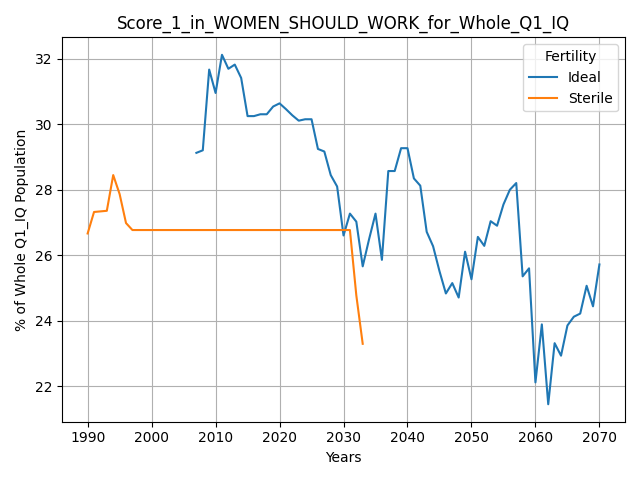 Score_1_in_WOMEN_SHOULD_WORK_for_Whole_Q1_IQ
Fertility
Ideal
Sterile
% of Whole Q1_IQ Population
32
30
28
26
24
22
1990
2000
2010
2020
2030
2040
2050
2060
2070
Years